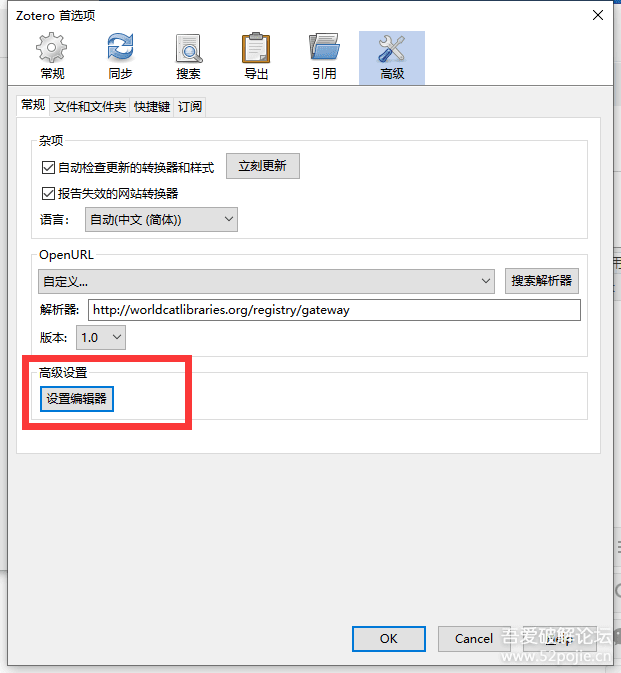 Zotero 首选项
常规 同步 搜索 导出 引用 高级
常规 文件和文件夹 快捷键 订阅
杂项
自动检查更新的转换器和样式 立刻更新
报告失效的网站转换器
语言： 自动(中文 (简体))
OpenURL
自定义... 搜索解析器
解析器: http://worldcatlibraries.org/registry/gateway
版本: 1.0
高级设置
设置编辑器
OK Cancel
吾爱破解论坛
www.52pojie.cn